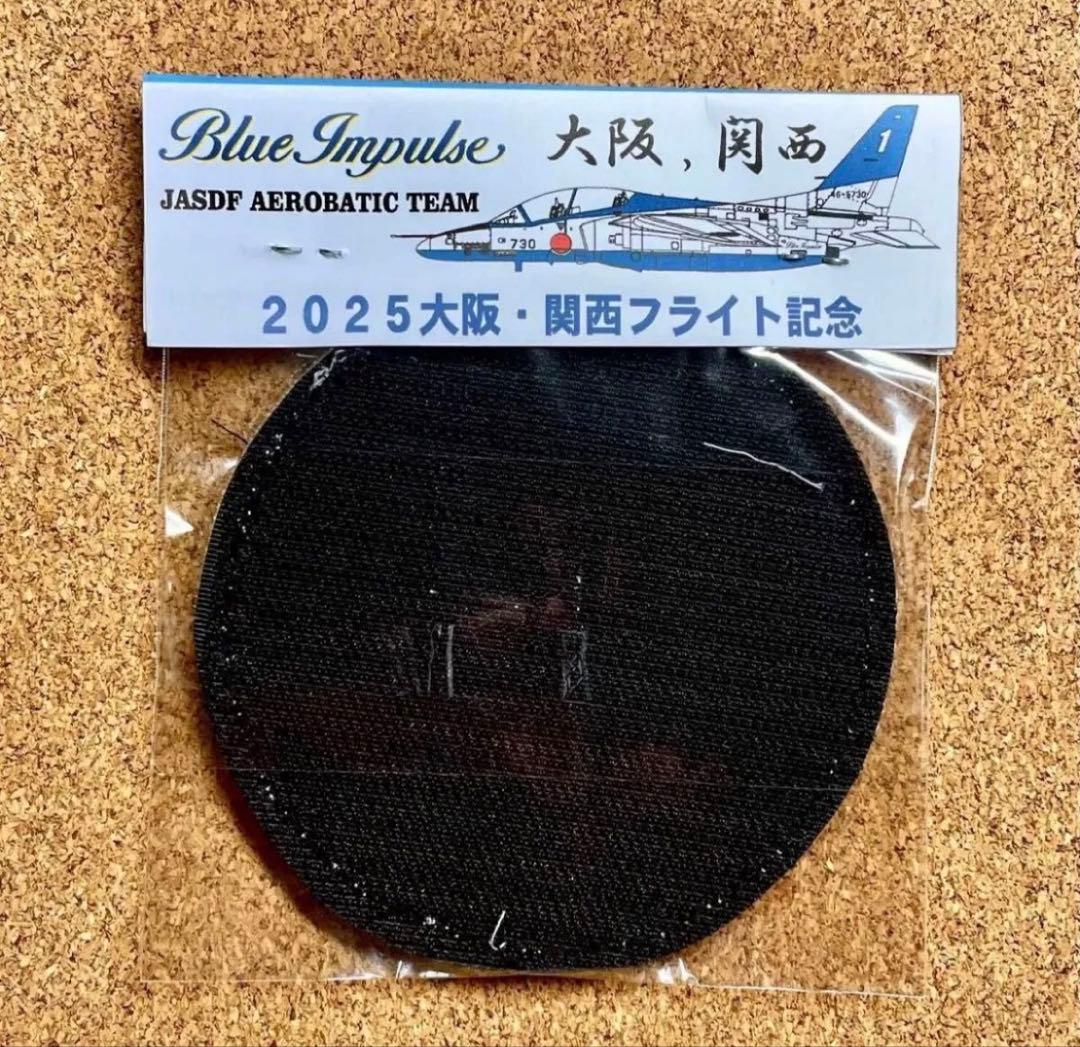 Blue Impulse 大阪,関西
JASDF AEROBATIC TEAM
1
46-5730
730
2025大阪・関西フライト記念